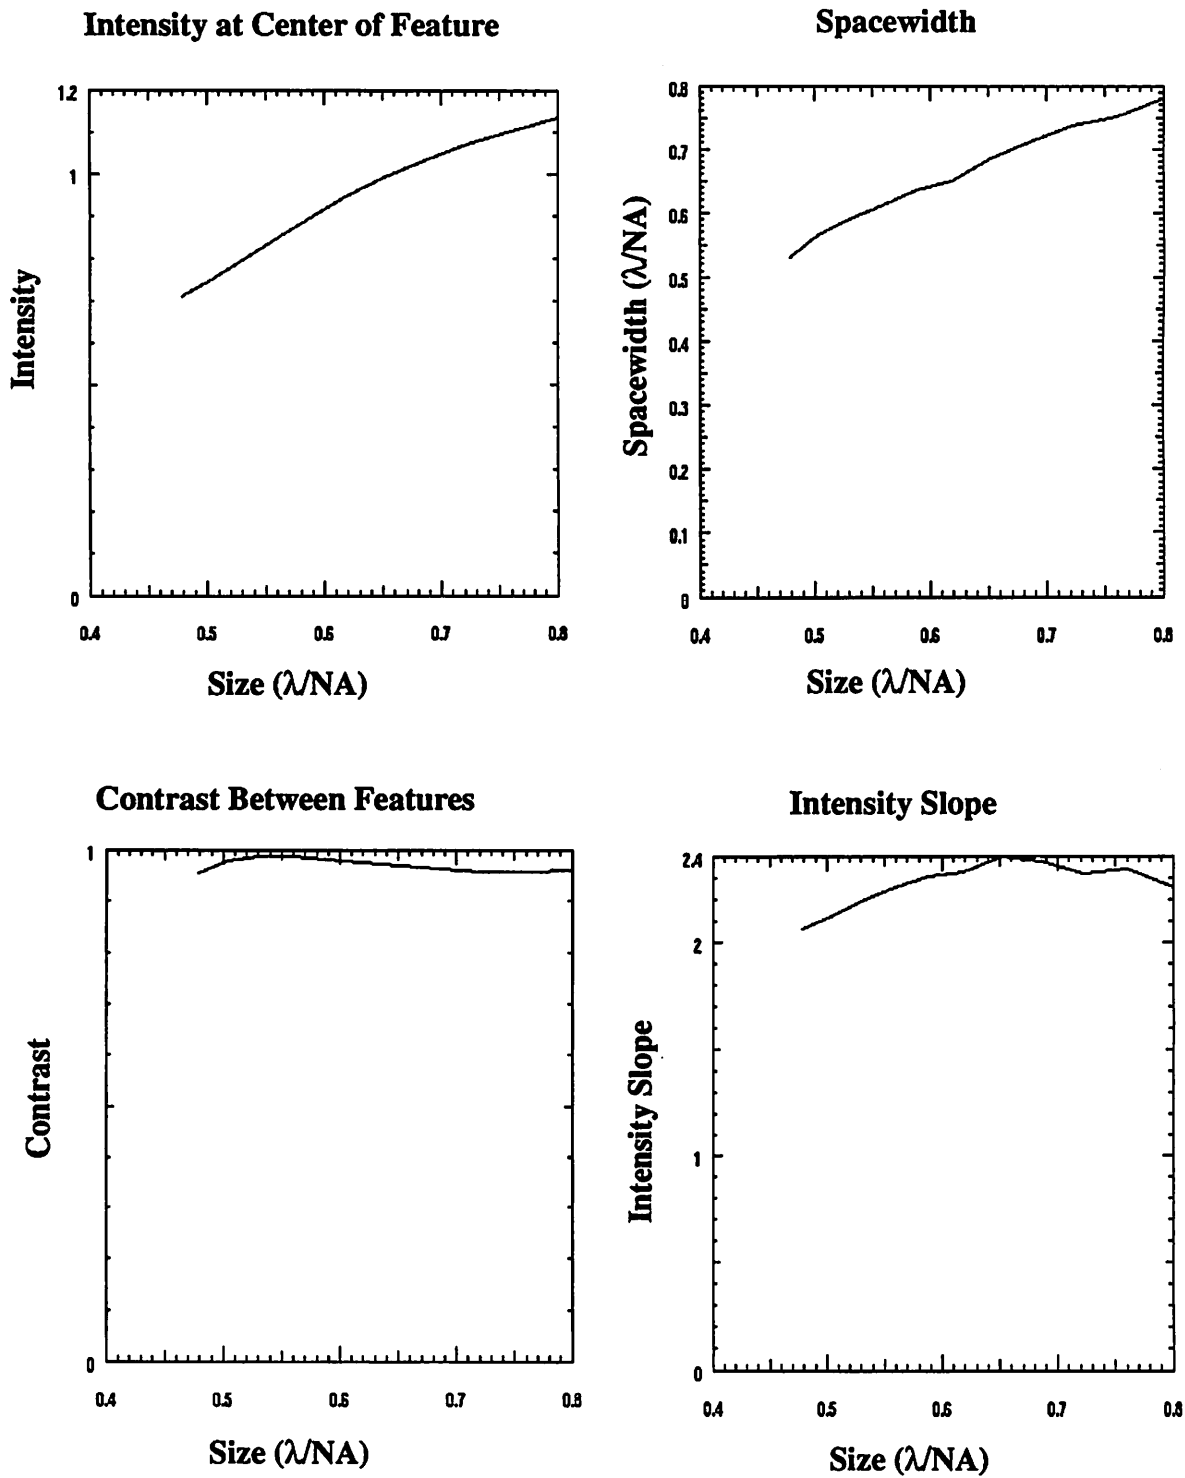 Intensity at Center of Feature
1.2
1
0
Intensity
0.4 0.5 0.6 0.7 0.8
Size (λ/NA)
Spacewidth
0.8
0.7
0.6
0.5
0.4
0.3
0.2
0.1
0
Spacewidth (λ/NA)
0.4 0.5 0.6 0.7 0.8
Size (λ/NA)
Contrast Between Features
1
0
Contrast
0.4 0.5 0.6 0.7 0.8
Size (λ/NA)
Intensity Slope
2.4
2
1
0
Intensity Slope
0.4 0.5 0.6 0.7 0.8
Size (λ/NA)